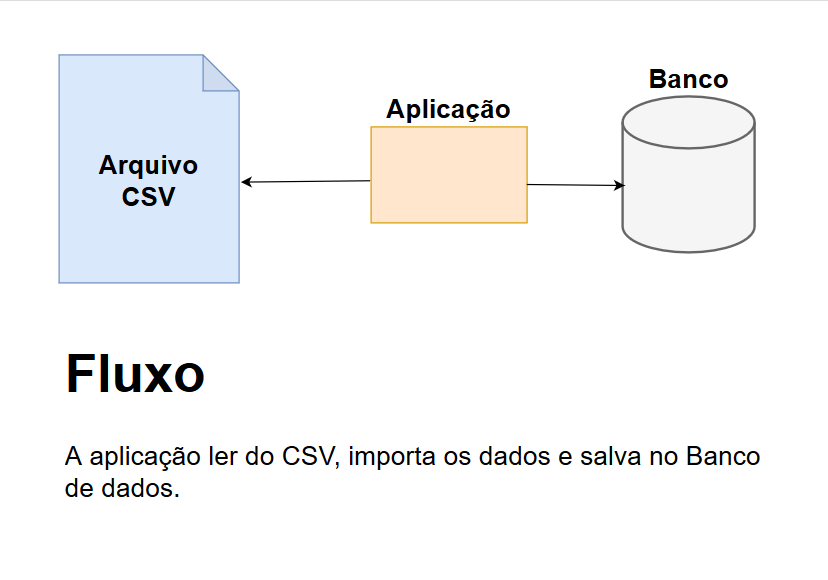 Banco
Aplicação
Arquivo
CSV
Fluxo
A aplicação ler do CSV, importa os dados e salva no Banco
de dados.